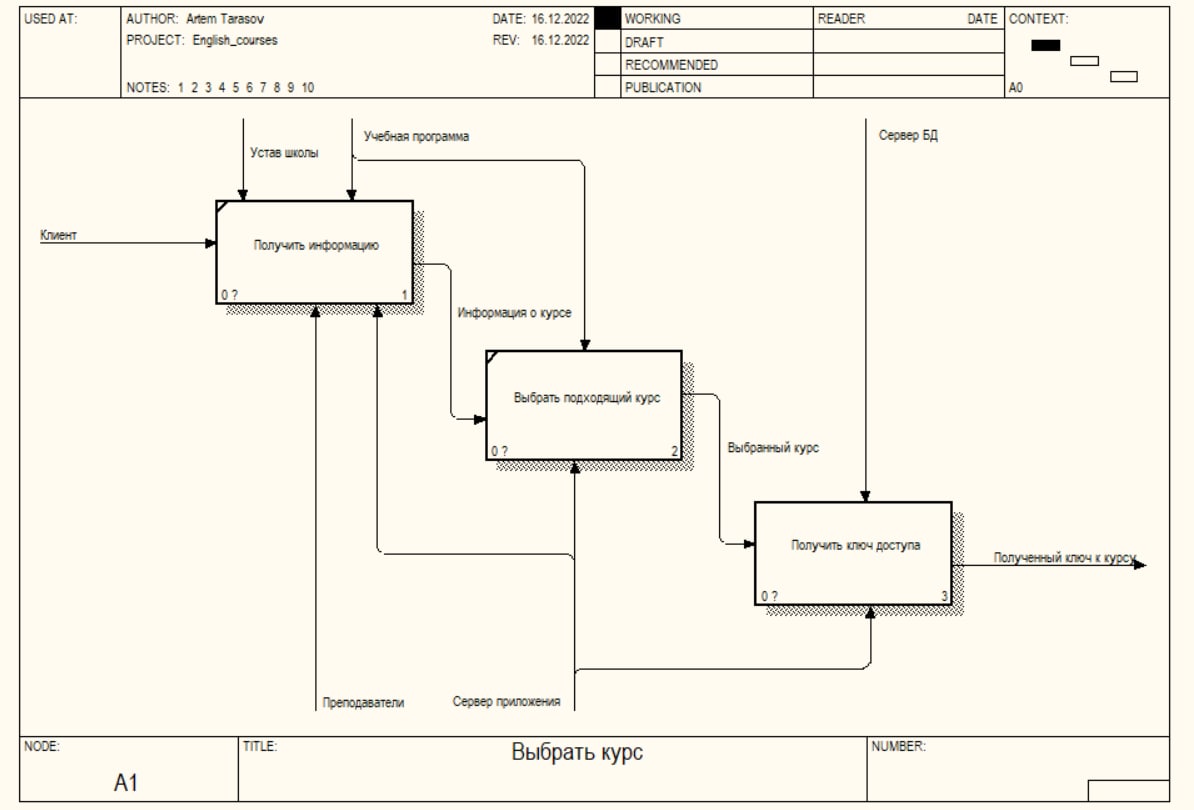 USED AT:
AUTHOR: Artem Tarasov
DATE: 16.12.2022
WORKING
READER
DATE
CONTEXT:
PROJECT: English_courses
REV: 16.12.2022
DRAFT
RECOMMENDED
NOTES: 1 2 3 4 5 6 7 8 9 10
PUBLICATION
A0
Устав школы
Учебная программа
Сервер БД
Клиент
Получить информацию
0 ?
1
Информация о курсе
Выбрать подходящий курс
0 ?
2
Выбранный курс
Получить ключ доступа
0 ?
3
Полученный ключ к курсу
Преподаватели
Сервер приложения
NODE:
TITLE:
Выбрать курс
NUMBER:
A1